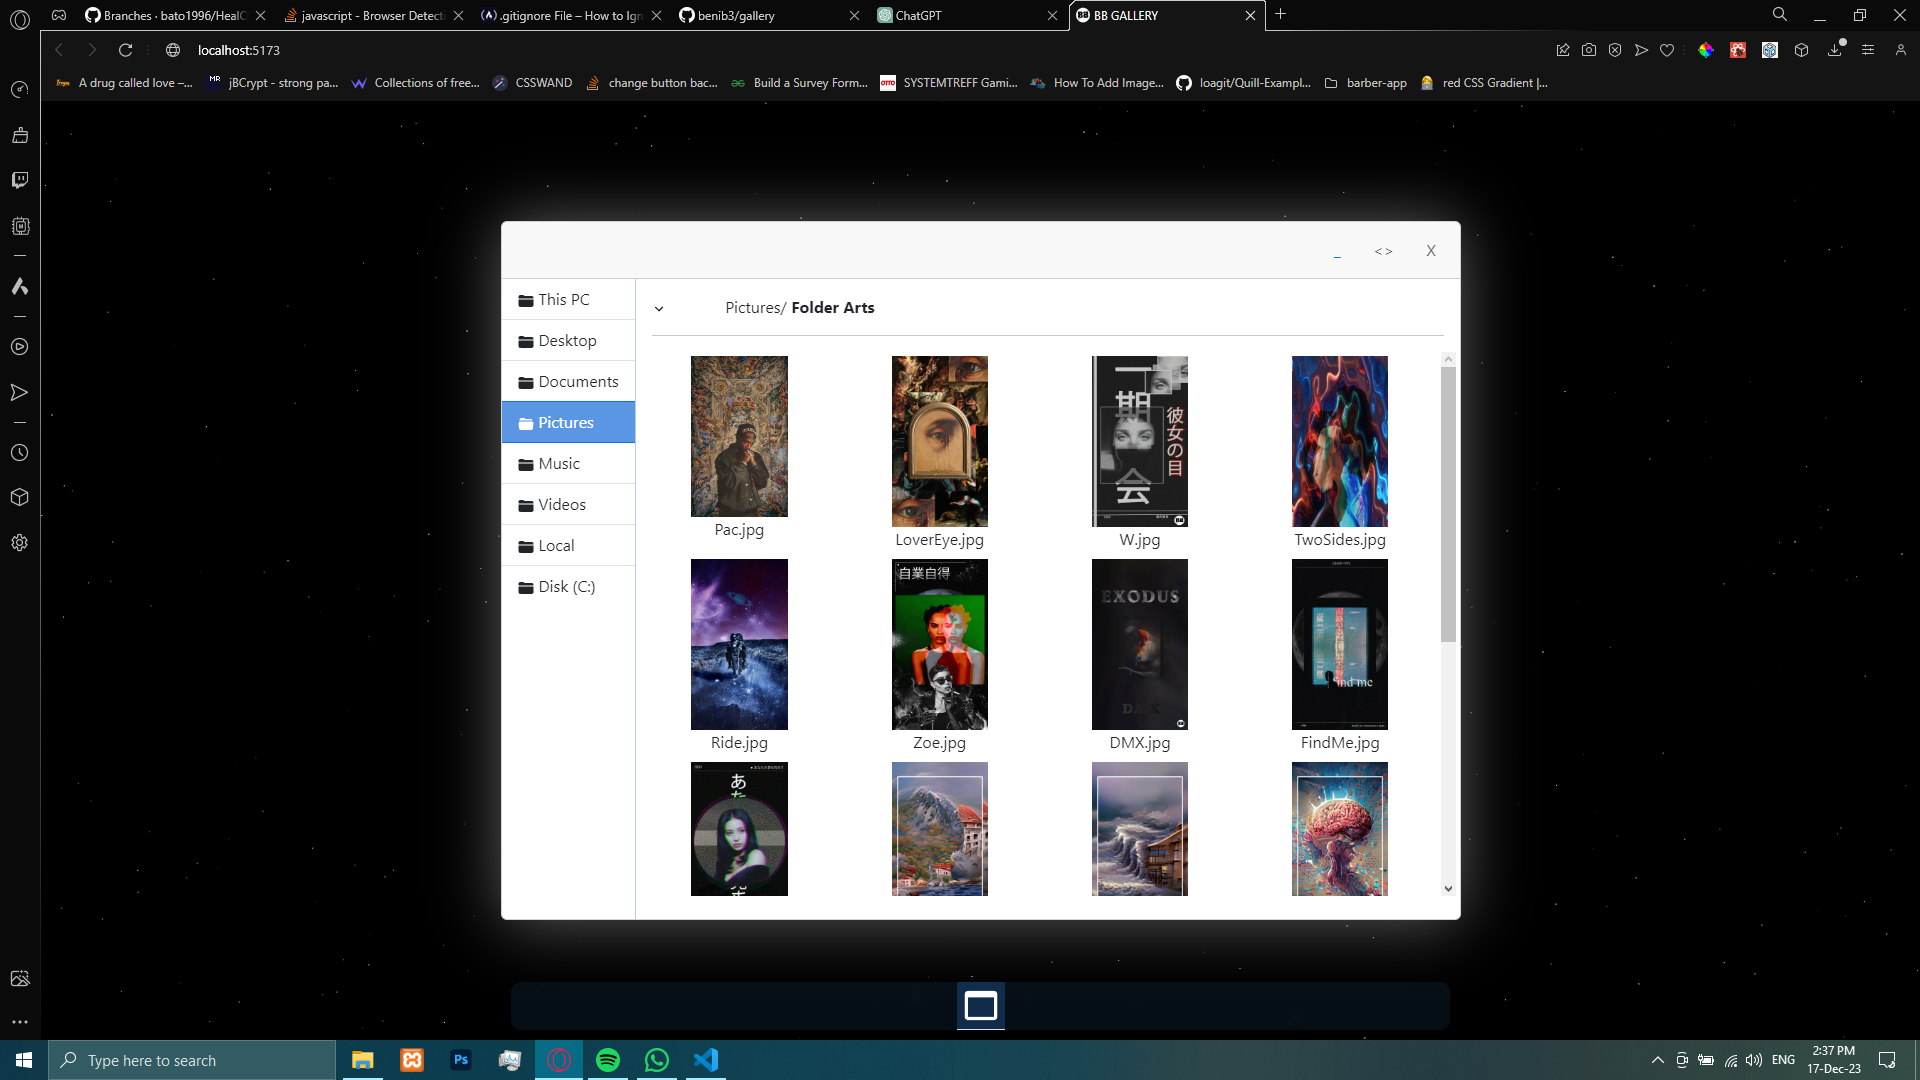 Branches · bato1996/HealC
javascript - Browser Detecti
.gitignore File – How to Ign
benib3/gallery
ChatGPT
BB GALLERY
localhost:5173
A drug called love –...
MR jBCrypt - strong pa...
Collections of free...
CSSWAND
change button bac...
Build a Survey Form...
OTTO SYSTEMTREFF Gami...
How To Add Image...
loagit/Quill-Exampl...
barber-app
red CSS Gradient |...
_ <> X
This PC
Desktop
Documents
Pictures
Music
Videos
Local
Disk (C:)
Pictures/ Folder Arts
一期一会
彼女の目
Pac.jpg
LoverEye.jpg
W.jpg
TwoSides.jpg
自業自得
EXODUS
DMX
find me
Ride.jpg
Zoe.jpg
DMX.jpg
FindMe.jpg
あな
Type here to search
Ps
ENG
2:37 PM
17-Dec-23